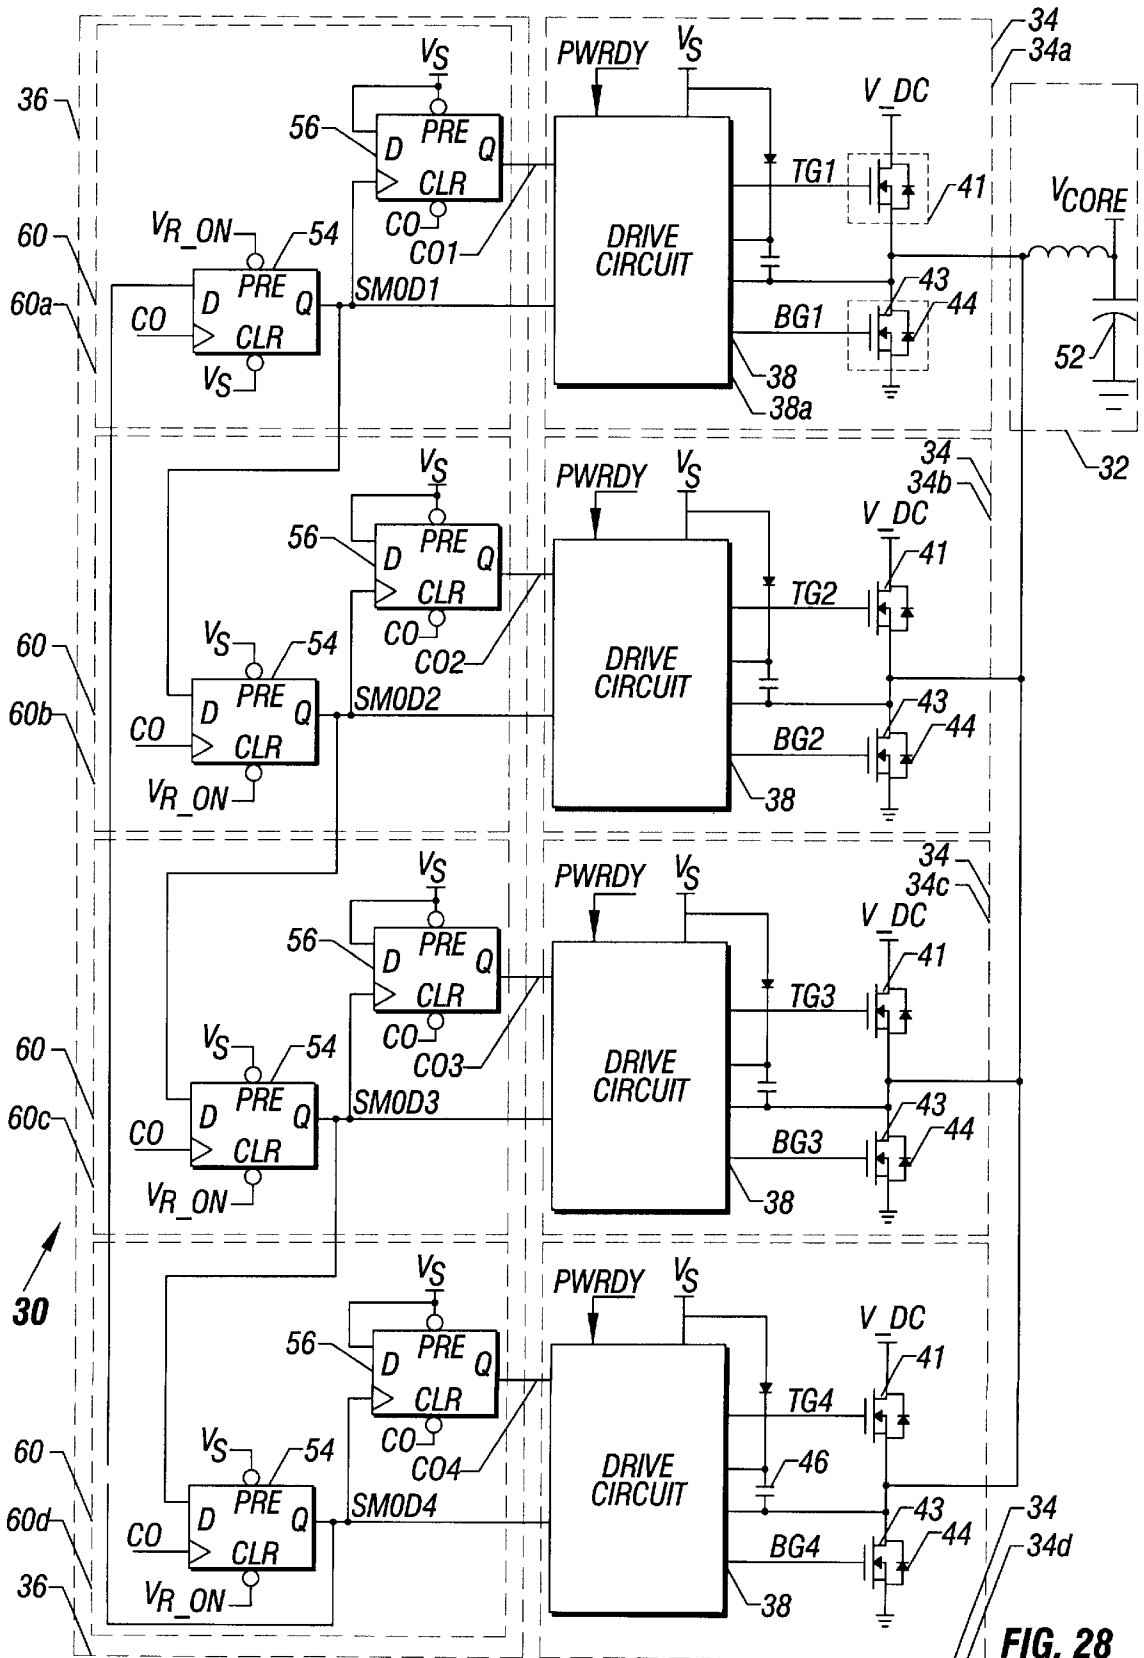 34
34a
36
VS
PWRDY
VS
V_DC
56
D
PRE
Q
CLR
CO
CO1
TG1
41
VCORE
60
VR_ON
54
DRIVE
CIRCUIT
60a
D
PRE
Q
CLR
CO
VS
SMOD1
43
44
BG1
52
38
38a
32
VS
PWRDY
VS
34
34b
V_DC
56
D
PRE
Q
CLR
CO
CO2
TG2
41
60
VS
54
DRIVE
CIRCUIT
60b
D
PRE
Q
CLR
CO
VR_ON
SMOD2
43
44
BG2
38
VS
PWRDY
VS
34
34c
V_DC
56
D
PRE
Q
CLR
CO
CO3
TG3
41
60
VS
54
DRIVE
CIRCUIT
60c
D
PRE
Q
CLR
CO
VR_ON
SMOD3
43
44
BG3
38
30
VS
PWRDY
VS
V_DC
56
D
PRE
Q
CLR
CO
CO4
TG4
41
60
VS
54
DRIVE
CIRCUIT
46
60d
D
PRE
Q
CLR
CO
VR_ON
SMOD4
43
44
BG4
38
34
34d
36
FIG. 28